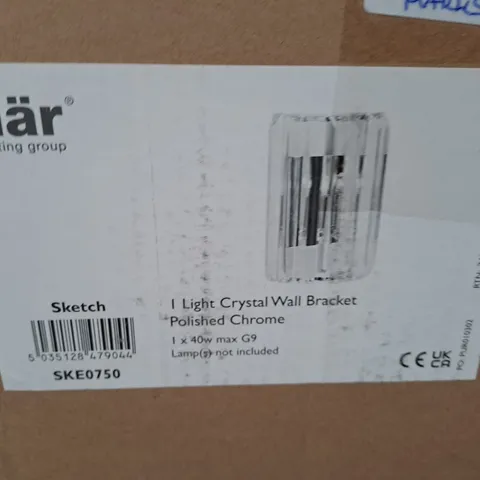 är®
ting group
Sketch
5 035128 479044
SKE0750
1 Light Crystal Wall Bracket
Polished Chrome
1 x 40w max G9
Lamp(s) not included
CE UK CA